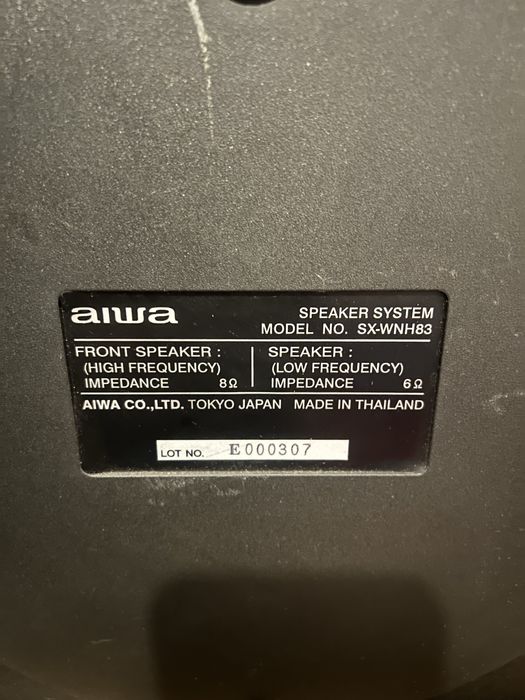 aiwa
SPEAKER SYSTEM
MODEL NO. SX-WNH83
FRONT SPEAKER :
(HIGH FREQUENCY)
IMPEDANCE 8Ω
SPEAKER :
(LOW FREQUENCY)
IMPEDANCE 6Ω
AIWA CO.,LTD. TOKYO JAPAN MADE IN THAILAND
LOT NO. E000307